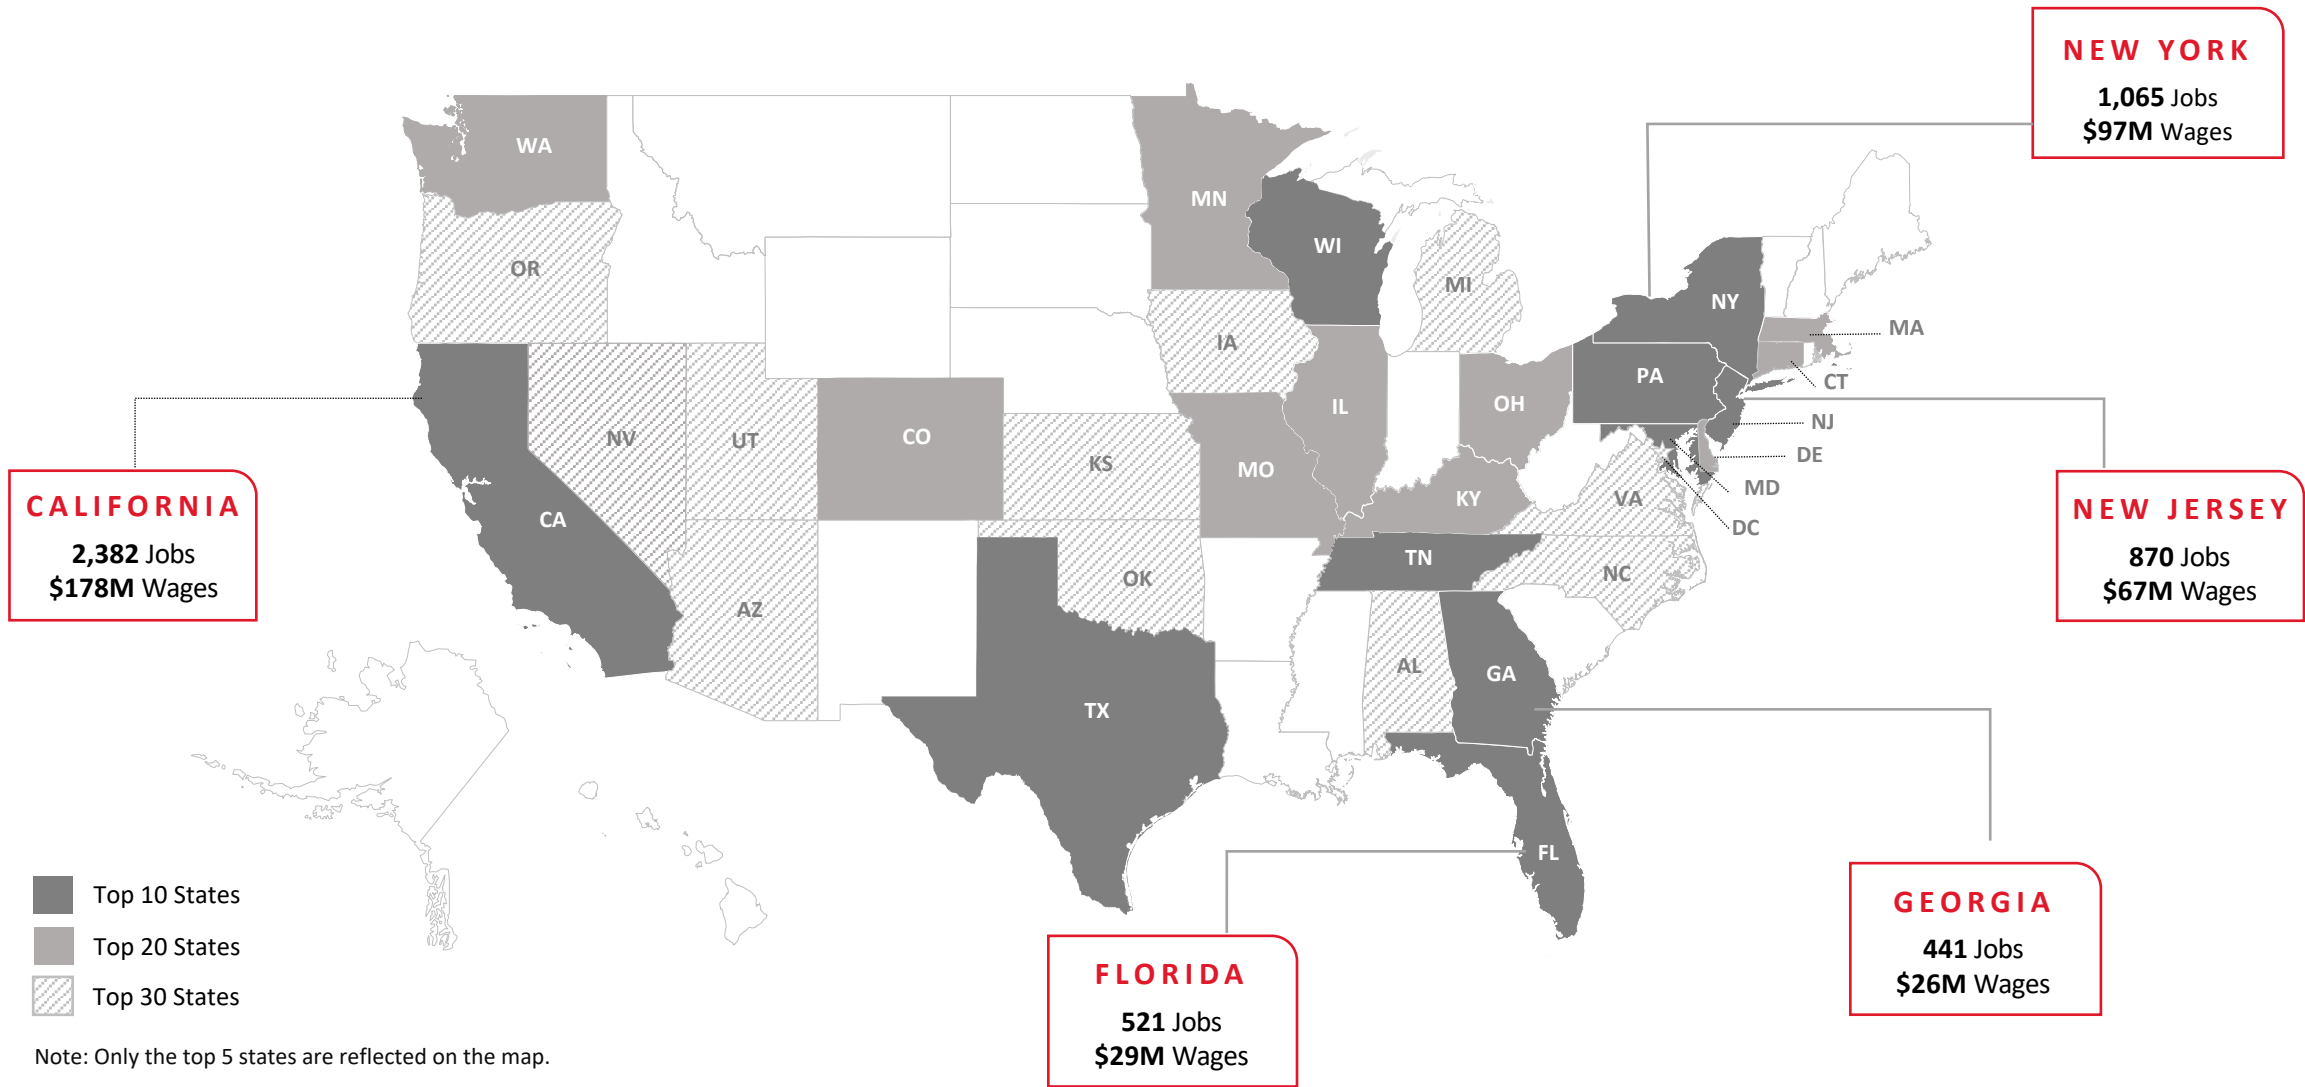 NEW YORK
1,065 Jobs
$97M Wages
WA
MN
OR
WI
MI
NY
MA
IA
PA
CT
CO
IL
OH
NJ
NV
UT
KS
MO
DE
KY
VA
MD
CALIFORNIA
2,382 Jobs
$178M Wages
CA
DC
NEW JERSEY
870 Jobs
$67M Wages
TN
NC
OK
AZ
AL
GA
TX
FL
Top 10 States
Top 20 States
Top 30 States
Note: Only the top 5 states are reflected on the map.
FLORIDA
521 Jobs
$29M Wages
GEORGIA
441 Jobs
$26M Wages